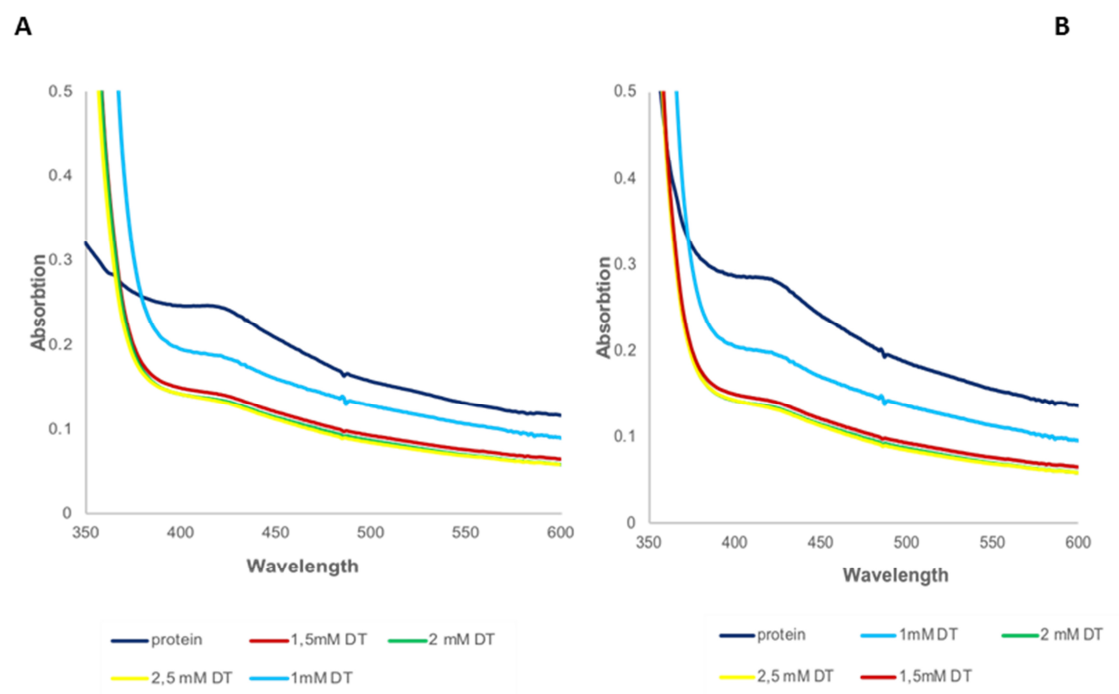 A
B
0.5
0.4
0.3
0.2
0.1
0
350 400 450 500 550 600
Absorbtion
Wavelength
protein 1,5mM DT 2 mM DT
2,5 mM DT 1mM DT
0.5
0.4
0.3
0.2
0.1
0
350 400 450 500 550 600
Absorbtion
Wavelength
protein 1mM DT 2 mM DT
2,5 mM DT 1,5mM DT